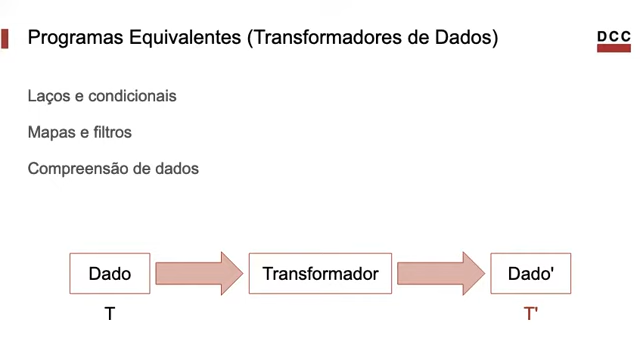 Programas Equivalentes (Transformadores de Dados)
DCC
Laços e condicionais
Mapas e filtros
Compreensão de dados
Dado
Transformador
Dado'
T
T'